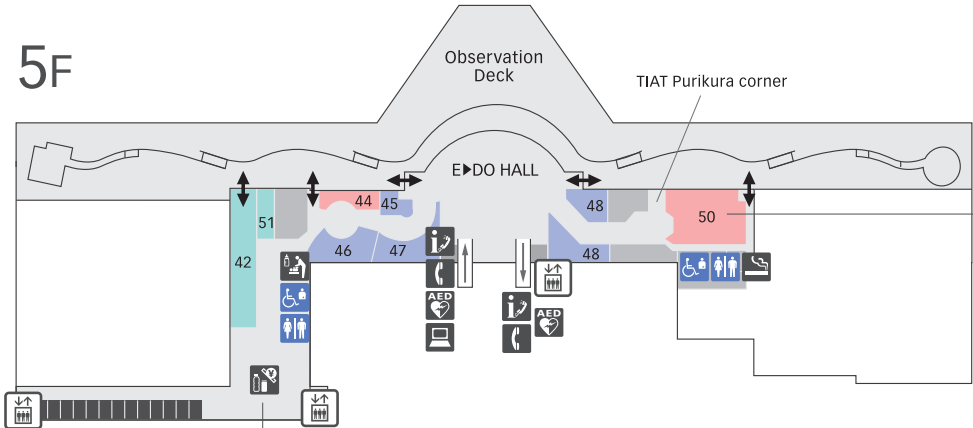 5F
Observation
Deck
TIAT Purikura corner
E▶DO HALL
44
45
48
51
50
46
47
48
42
AED
AED
¥